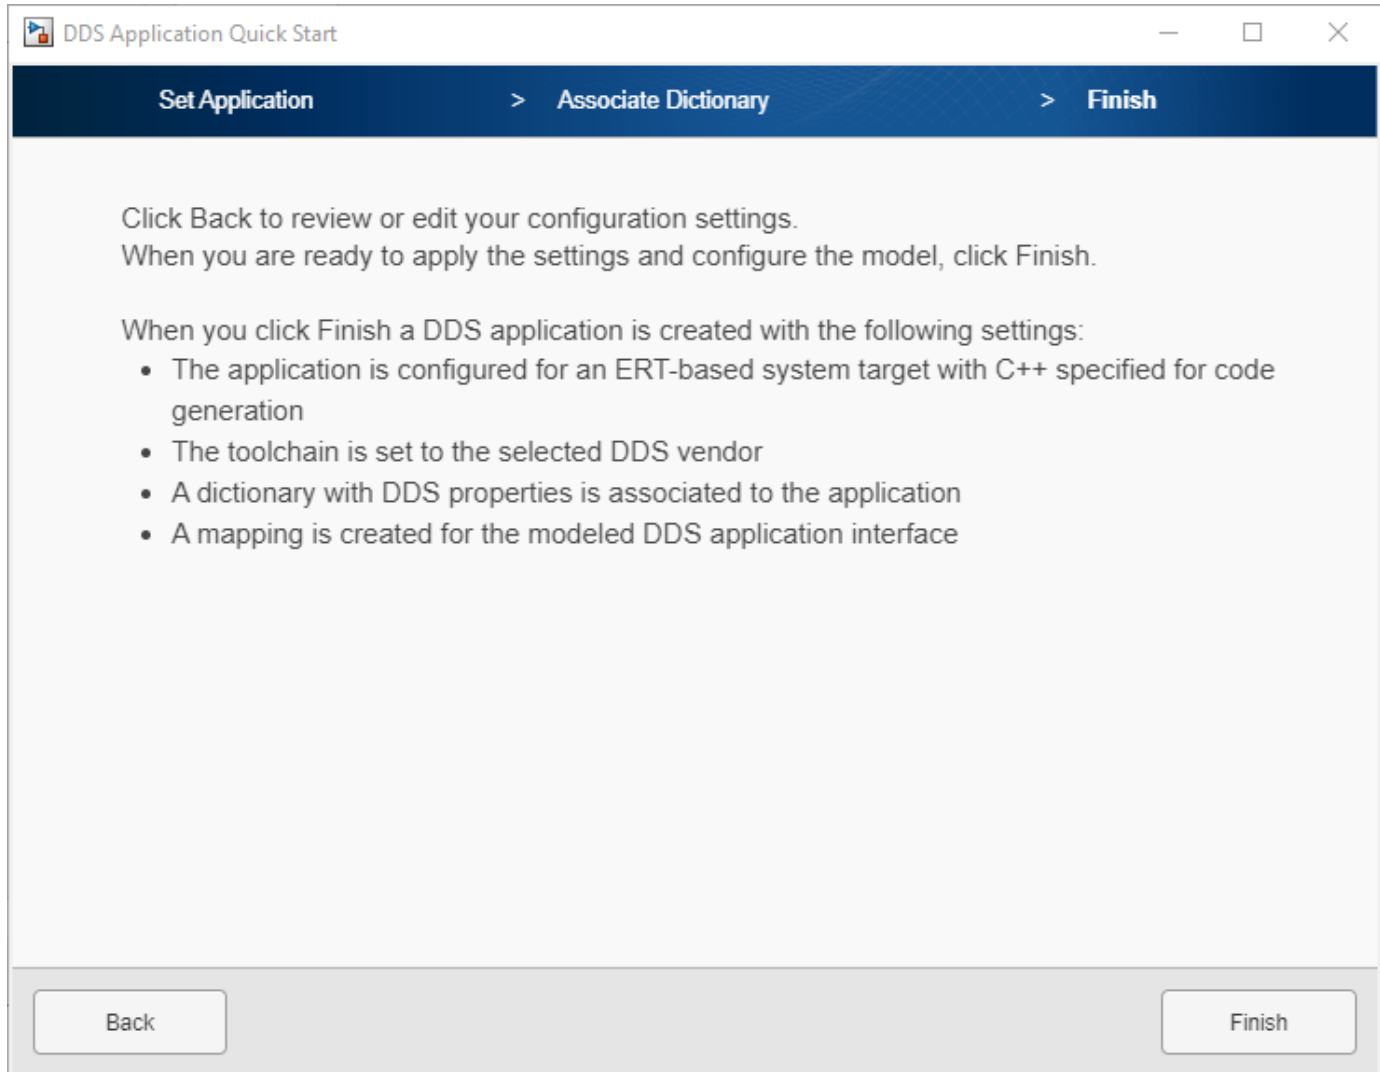 DDS Application Quick Start
Set Application > Associate Dictionary > Finish
Click Back to review or edit your configuration settings.
When you are ready to apply the settings and configure the model, click Finish.
When you click Finish a DDS application is created with the following settings:
• The application is configured for an ERT-based system target with C++ specified for code
generation
• The toolchain is set to the selected DDS vendor
• A dictionary with DDS properties is associated to the application
• A mapping is created for the modeled DDS application interface
Back Finish